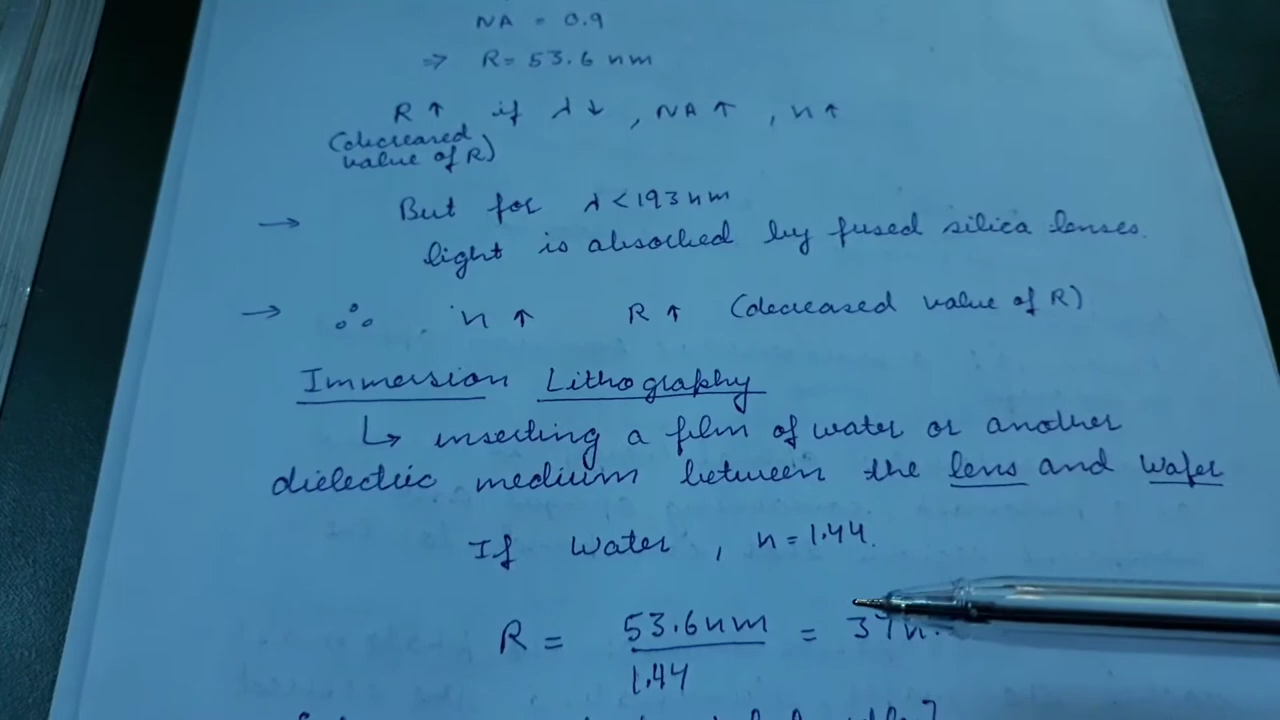 NA = 0.9
⇒ R = 53.6 nm
R ↑ if λ ↓, NA ↑, n ↑
(decreased
value of R)
→ But for λ < 193 nm
light is absorbed by fused silica lenses.
→ ∴ n ↑ R ↑ (decreased value of R)
Immersion Lithography
↳ inserting a film of water or another
dielectric medium between the lens and wafer
If water, n = 1.44.
R = 53.6 nm / 1.44 = 37 n